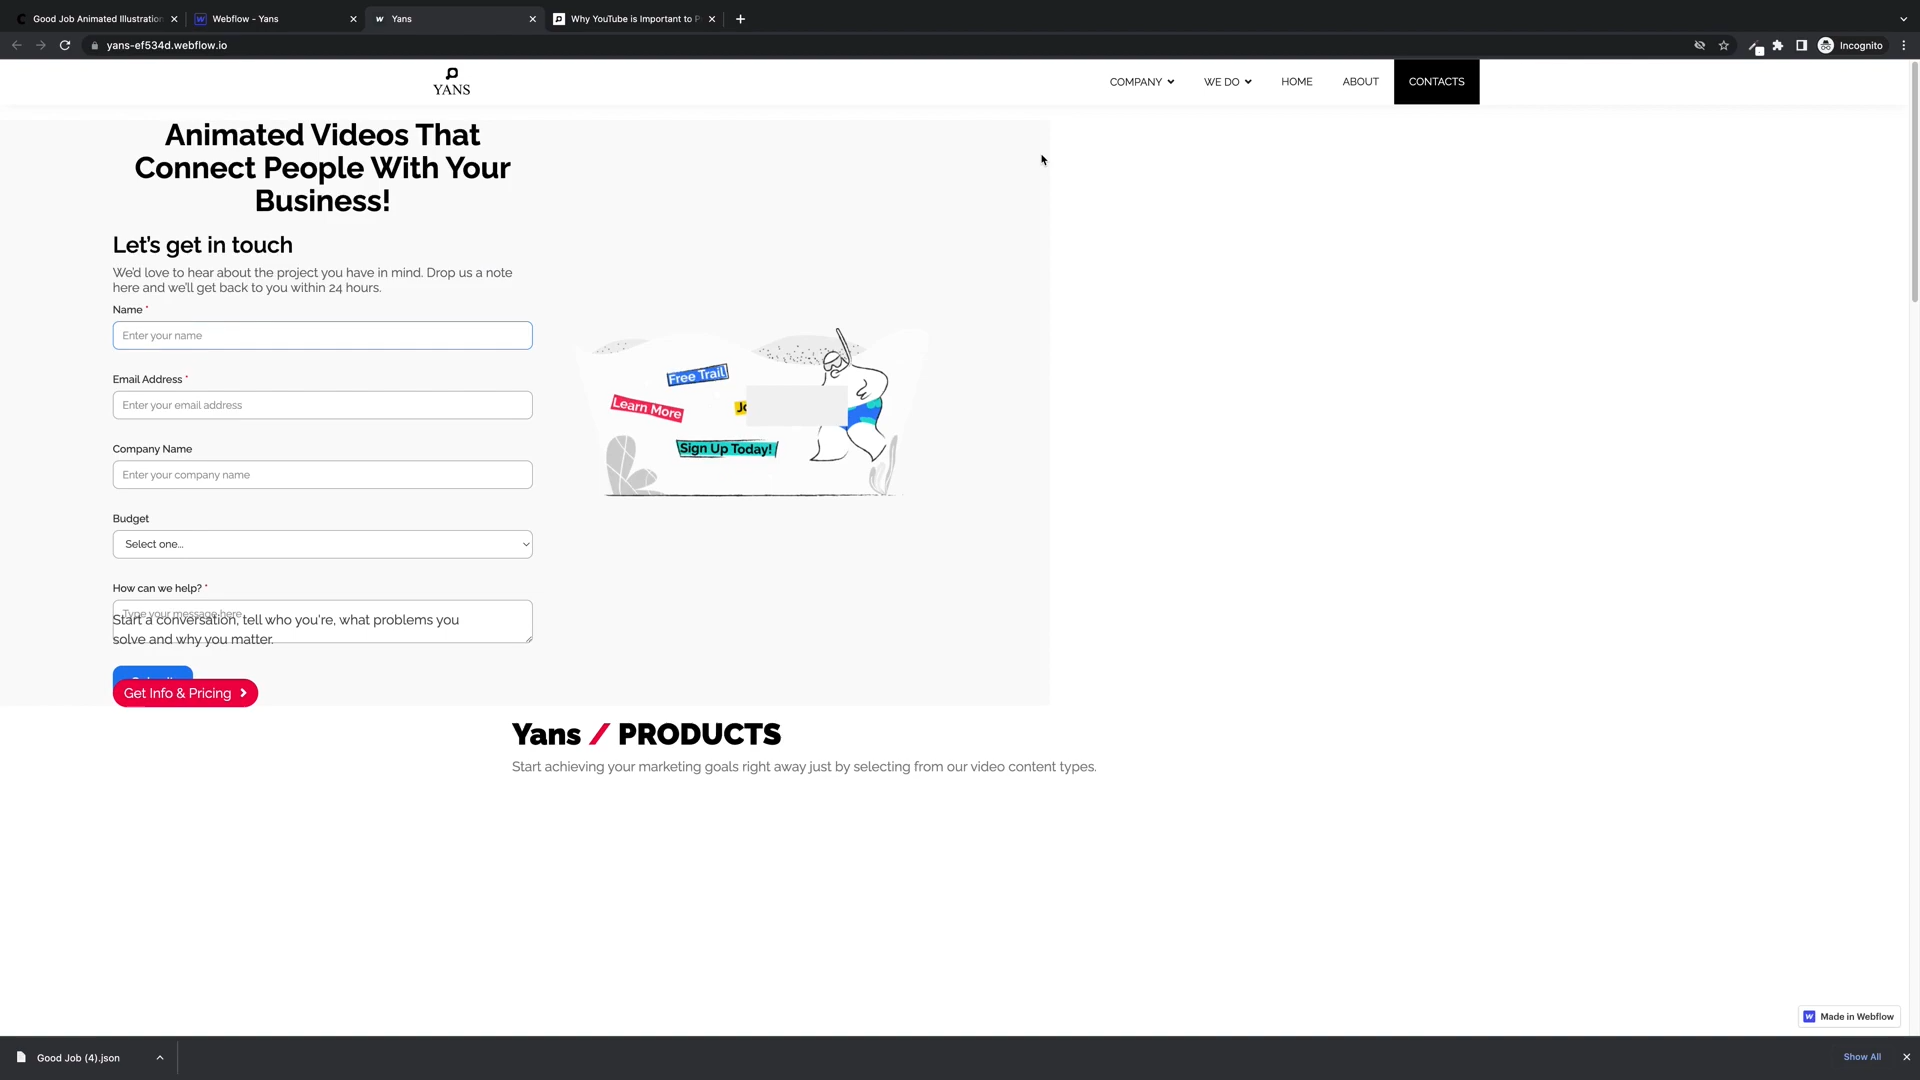 Good Job Animated Illustration
Webflow - Yans
Yans
Why YouTube is Important to P
yans-ef534d.webflow.io
Incognito
YANS
COMPANY
WE DO
HOME
ABOUT
CONTACTS
Animated Videos That
Connect People With Your
Business!
Let's get in touch
We'd love to hear about the project you have in mind. Drop us a note
here and we'll get back to you within 24 hours.
Name *
Enter your name
Email Address *
Enter your email address
Company Name
Enter your company name
Budget
Select one...
How can we help? *
Type your message here
Start a conversation, tell who you're, what problems you
solve and why you matter.
Get Info & Pricing
Free Trail!
Learn More
Sign Up Today!
Yans / PRODUCTS
Start achieving your marketing goals right away just by selecting from our video content types.
Made in Webflow
Good Job (4).json
Show All